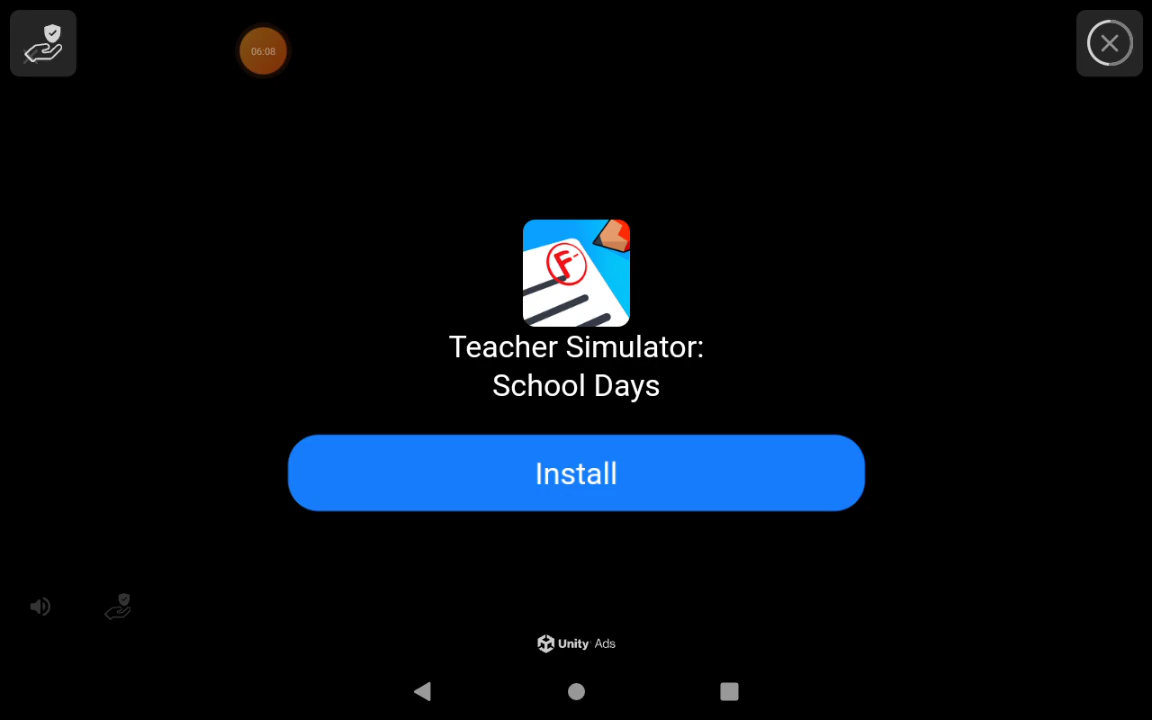 06:08
F-
Teacher Simulator:
School Days
Install
Unity Ads